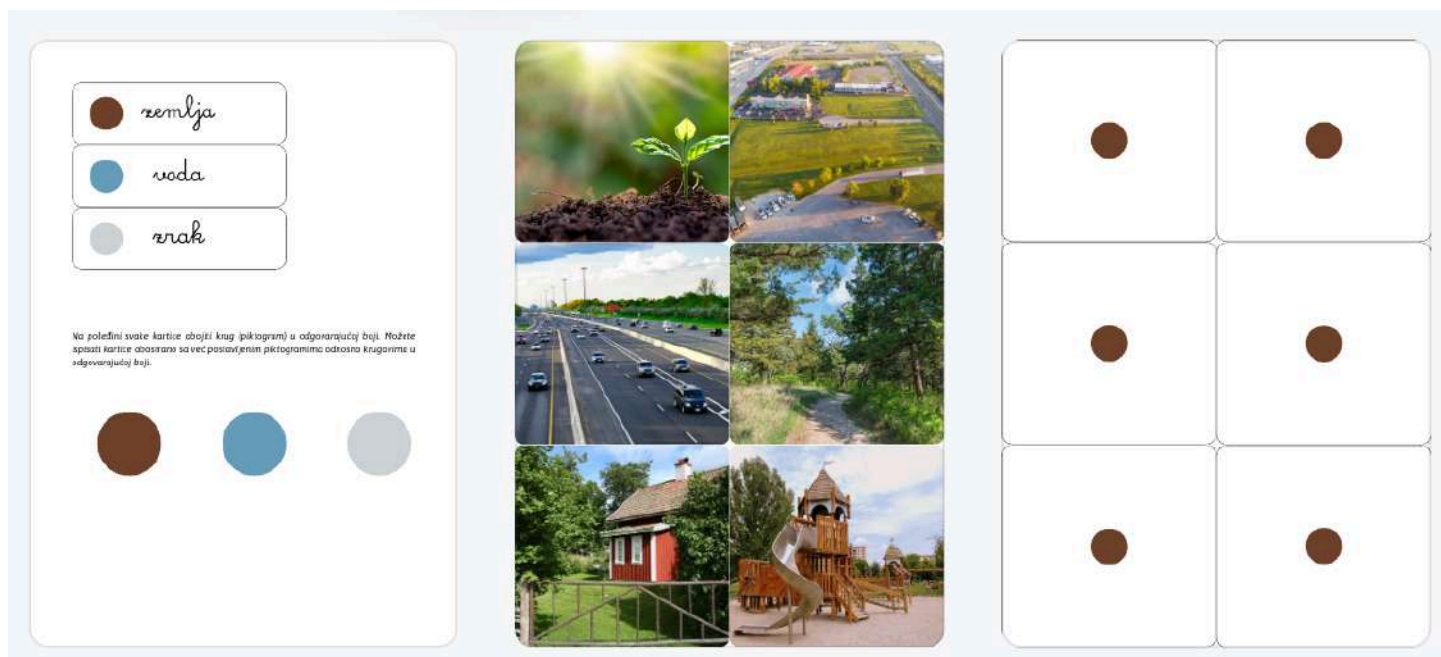 zemlja
voda
zrak
Na poleđini svake kartice obojiti krug (piktogram) u odgovarajućoj boji. Možete
ispisati kartice obostrano sa već postavljenim piktogramima odnosno krugovima u
odgovarajućoj boji.